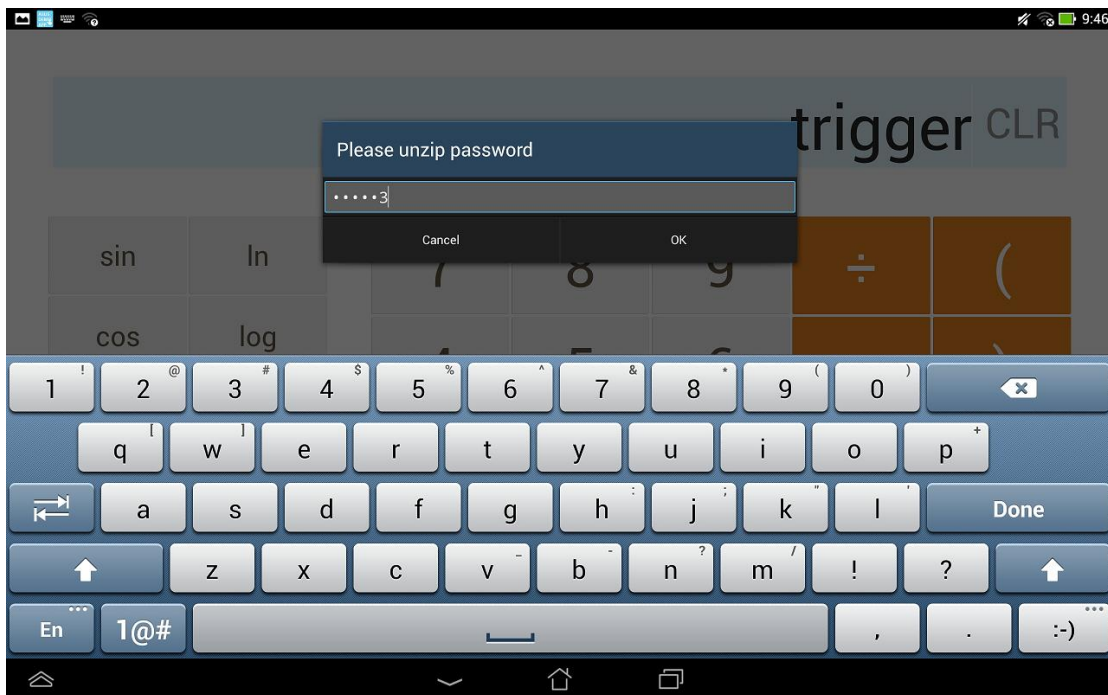 9:46
trigger CLR
Please unzip password
•••••3
Cancel OK
sin ln 7 8 9 ÷ (
cos log
1 ! 2 @ 3 # 4 $ 5 % 6 ^ 7 & 8 * 9 ( 0 )
q [ w ] e r t y u i o p +
a s d f g h : j ; k " l ' Done
z x c v _ b - n ? m / ! ?
En 1@# , . :-)